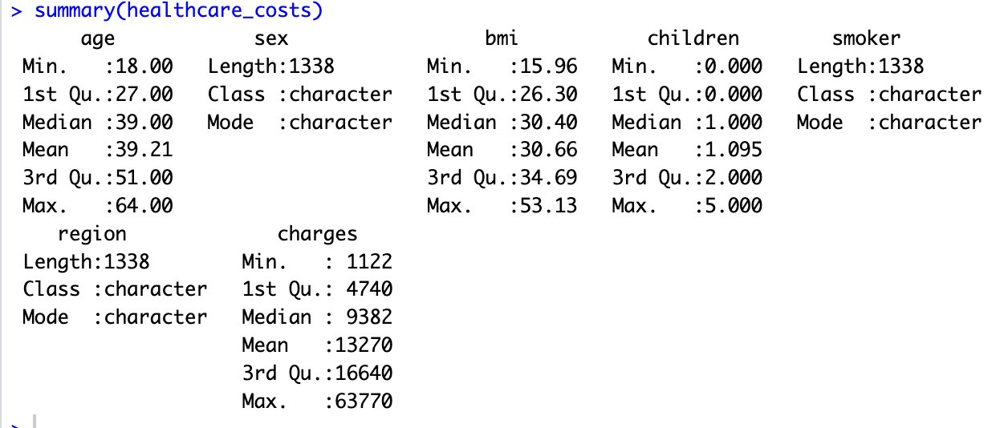 > summary(healthcare_costs)
      age            sex                 bmi           children        smoker
 Min.   :18.00   Length:1338        Min.   :15.96   Min.   :0.000   Length:1338
 1st Qu.:27.00   Class :character   1st Qu.:26.30   1st Qu.:0.000   Class :character
 Median :39.00   Mode  :character   Median :30.40   Median :1.000   Mode  :character
 Mean   :39.21                      Mean   :30.66   Mean   :1.095
 3rd Qu.:51.00                      3rd Qu.:34.69   3rd Qu.:2.000
 Max.   :64.00                      Max.   :53.13   Max.   :5.000
    region             charges
 Length:1338        Min.   : 1122
 Class :character   1st Qu.: 4740
 Mode  :character   Median : 9382
                    Mean   :13270
                    3rd Qu.:16640
                    Max.   :63770
>